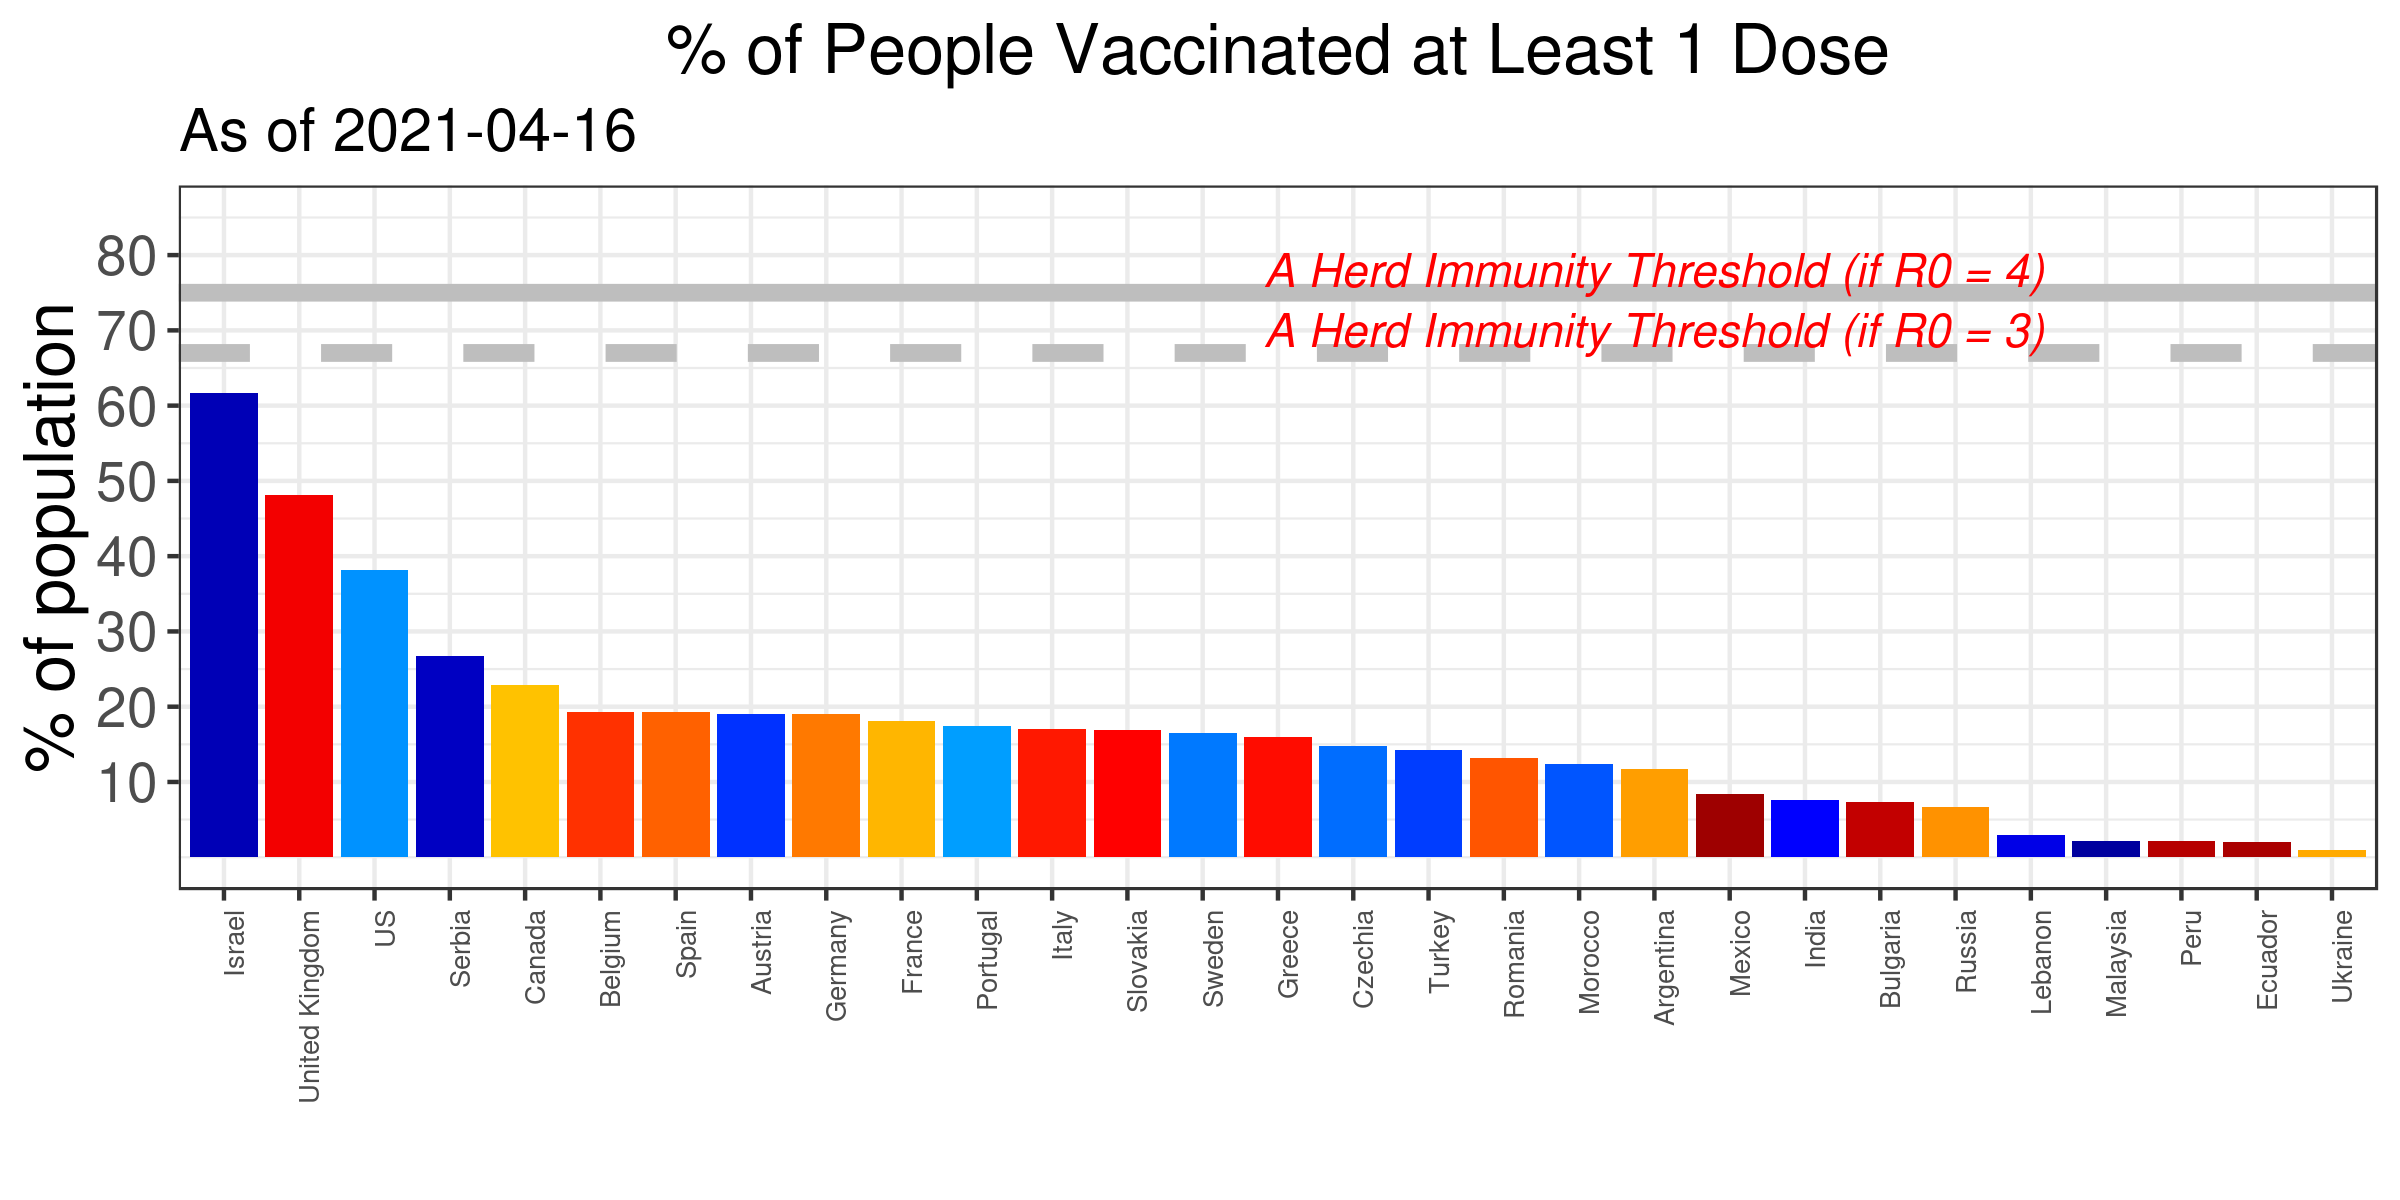 % of People Vaccinated at Least 1 Dose
As of 2021-04-16
% of population
80
70
60
50
40
30
20
10
A Herd Immunity Threshold (if R0 = 4)
A Herd Immunity Threshold (if R0 = 3)
Israel
United Kingdom
US
Serbia
Canada
Belgium
Spain
Austria
Germany
France
Portugal
Italy
Slovakia
Sweden
Greece
Czechia
Turkey
Romania
Morocco
Argentina
Mexico
India
Bulgaria
Russia
Lebanon
Malaysia
Peru
Ecuador
Ukraine